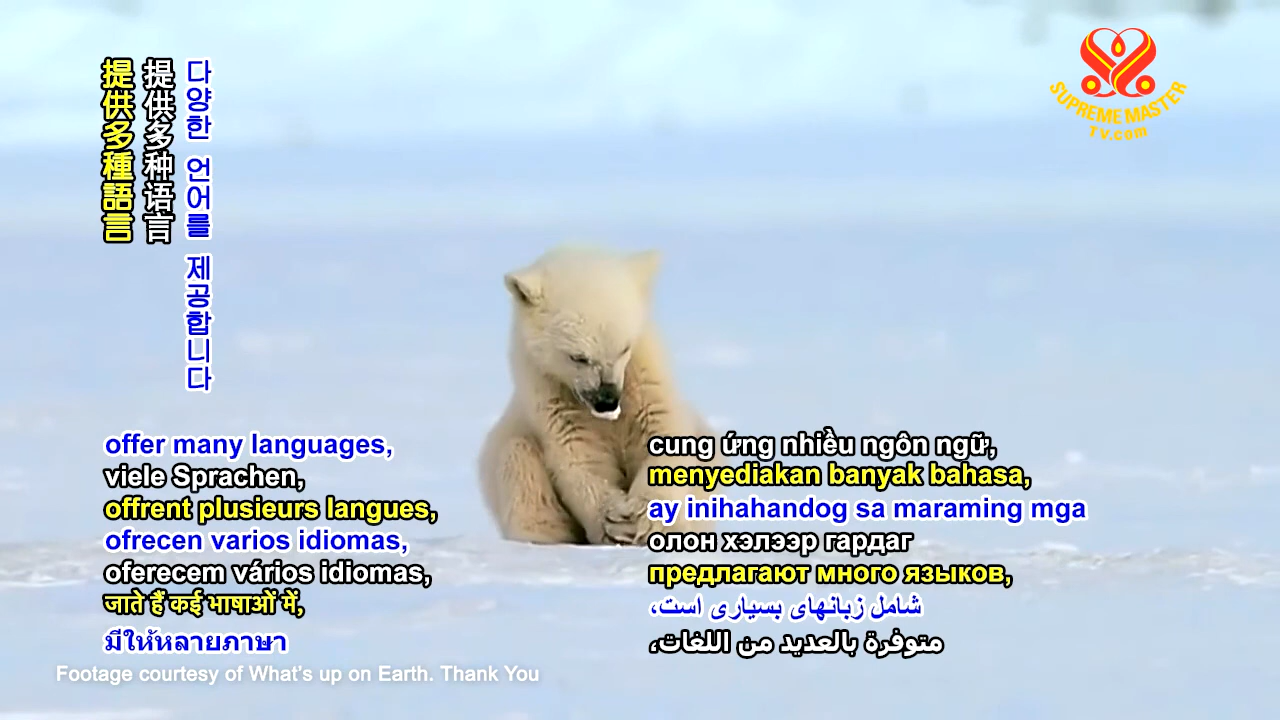 提供多種語言
提供多种语言
다양한 언어를 제공합니다
SUPREME MASTER
TV.com
offer many languages,
viele Sprachen,
offrent plusieurs langues,
ofrecen varios idiomas,
oferecem vários idiomas,
जाते हैं कई भाषाओं में,
มีให้หลายภาษา
cung ứng nhiều ngôn ngữ,
menyediakan banyak bahasa,
ay inihahandog sa maraming mga
олон хэлээр гардаг
предлагают много языков,
شامل زبانهای بسیاری است،
متوفرة بالعديد من اللغات،
Footage courtesy of What's up on Earth. Thank You